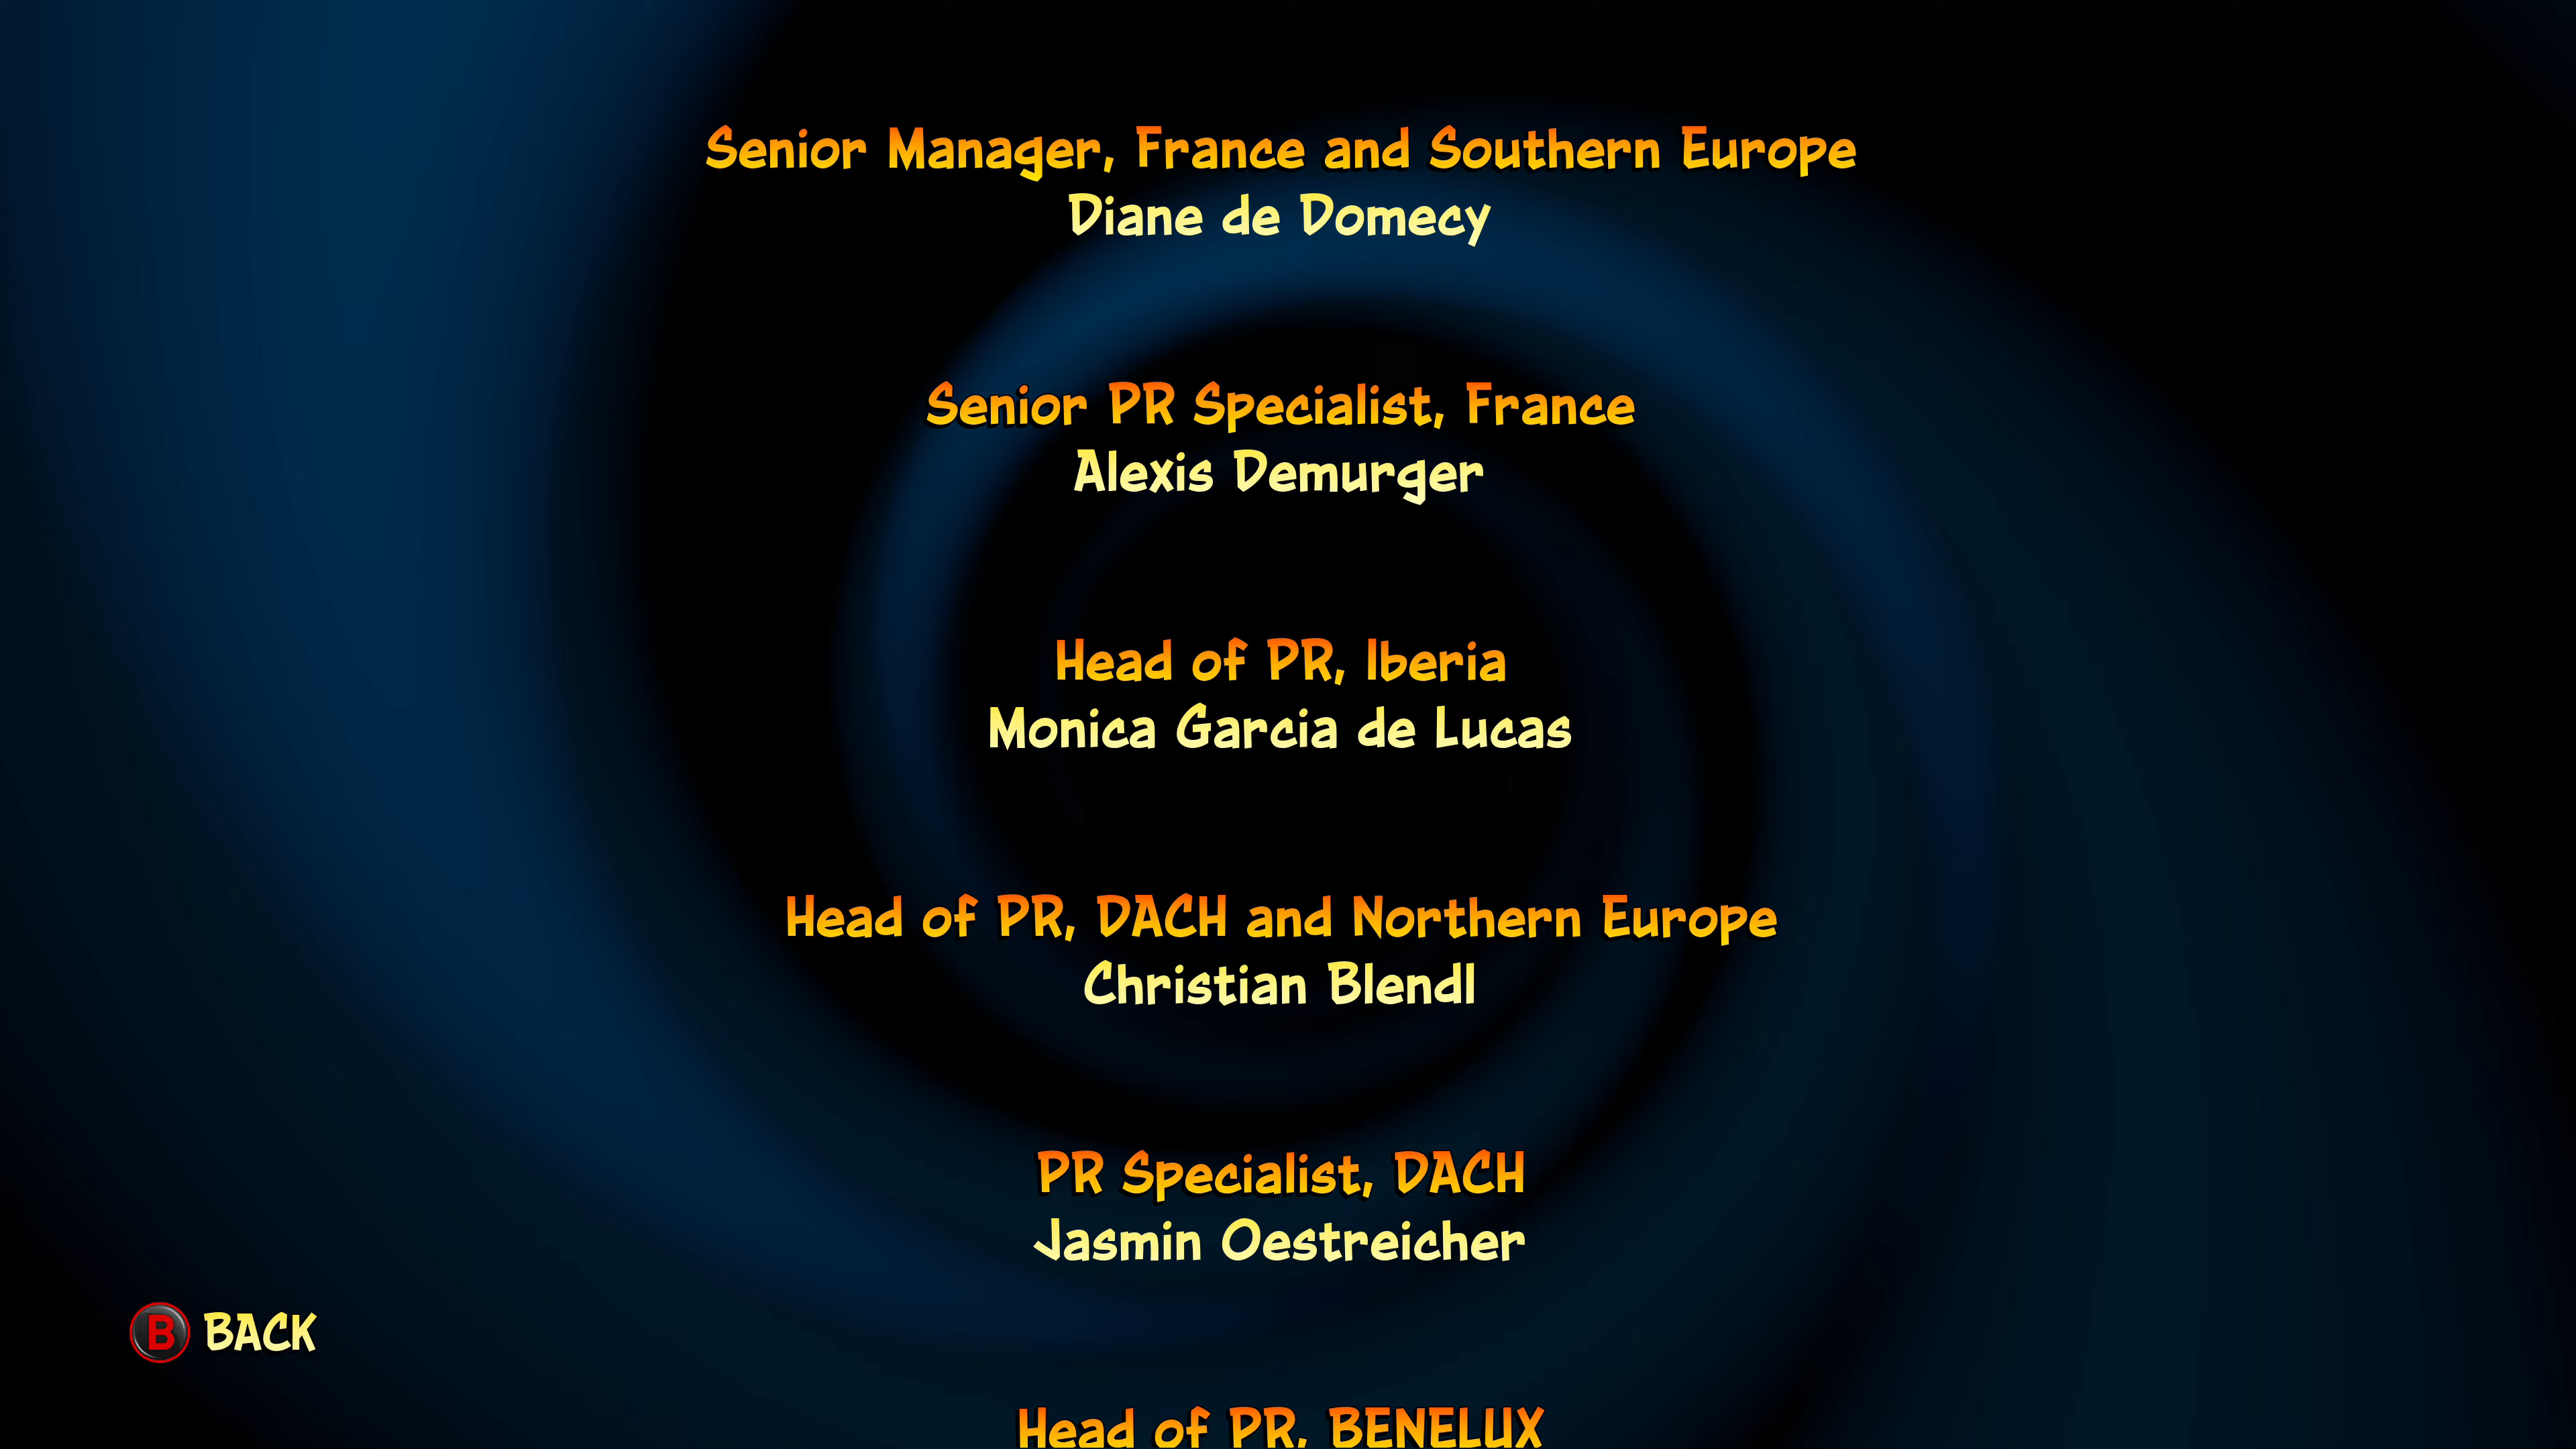 Senior Manager, France and Southern Europe
Diane de Domecy
Senior PR Specialist, France
Alexis Demurger
Head of PR, Iberia
Monica Garcia de Lucas
Head of PR, DACH and Northern Europe
Christian Blendl
PR Specialist, DACH
Jasmin Oestreicher
B BACK
Head of PR, BENELUX